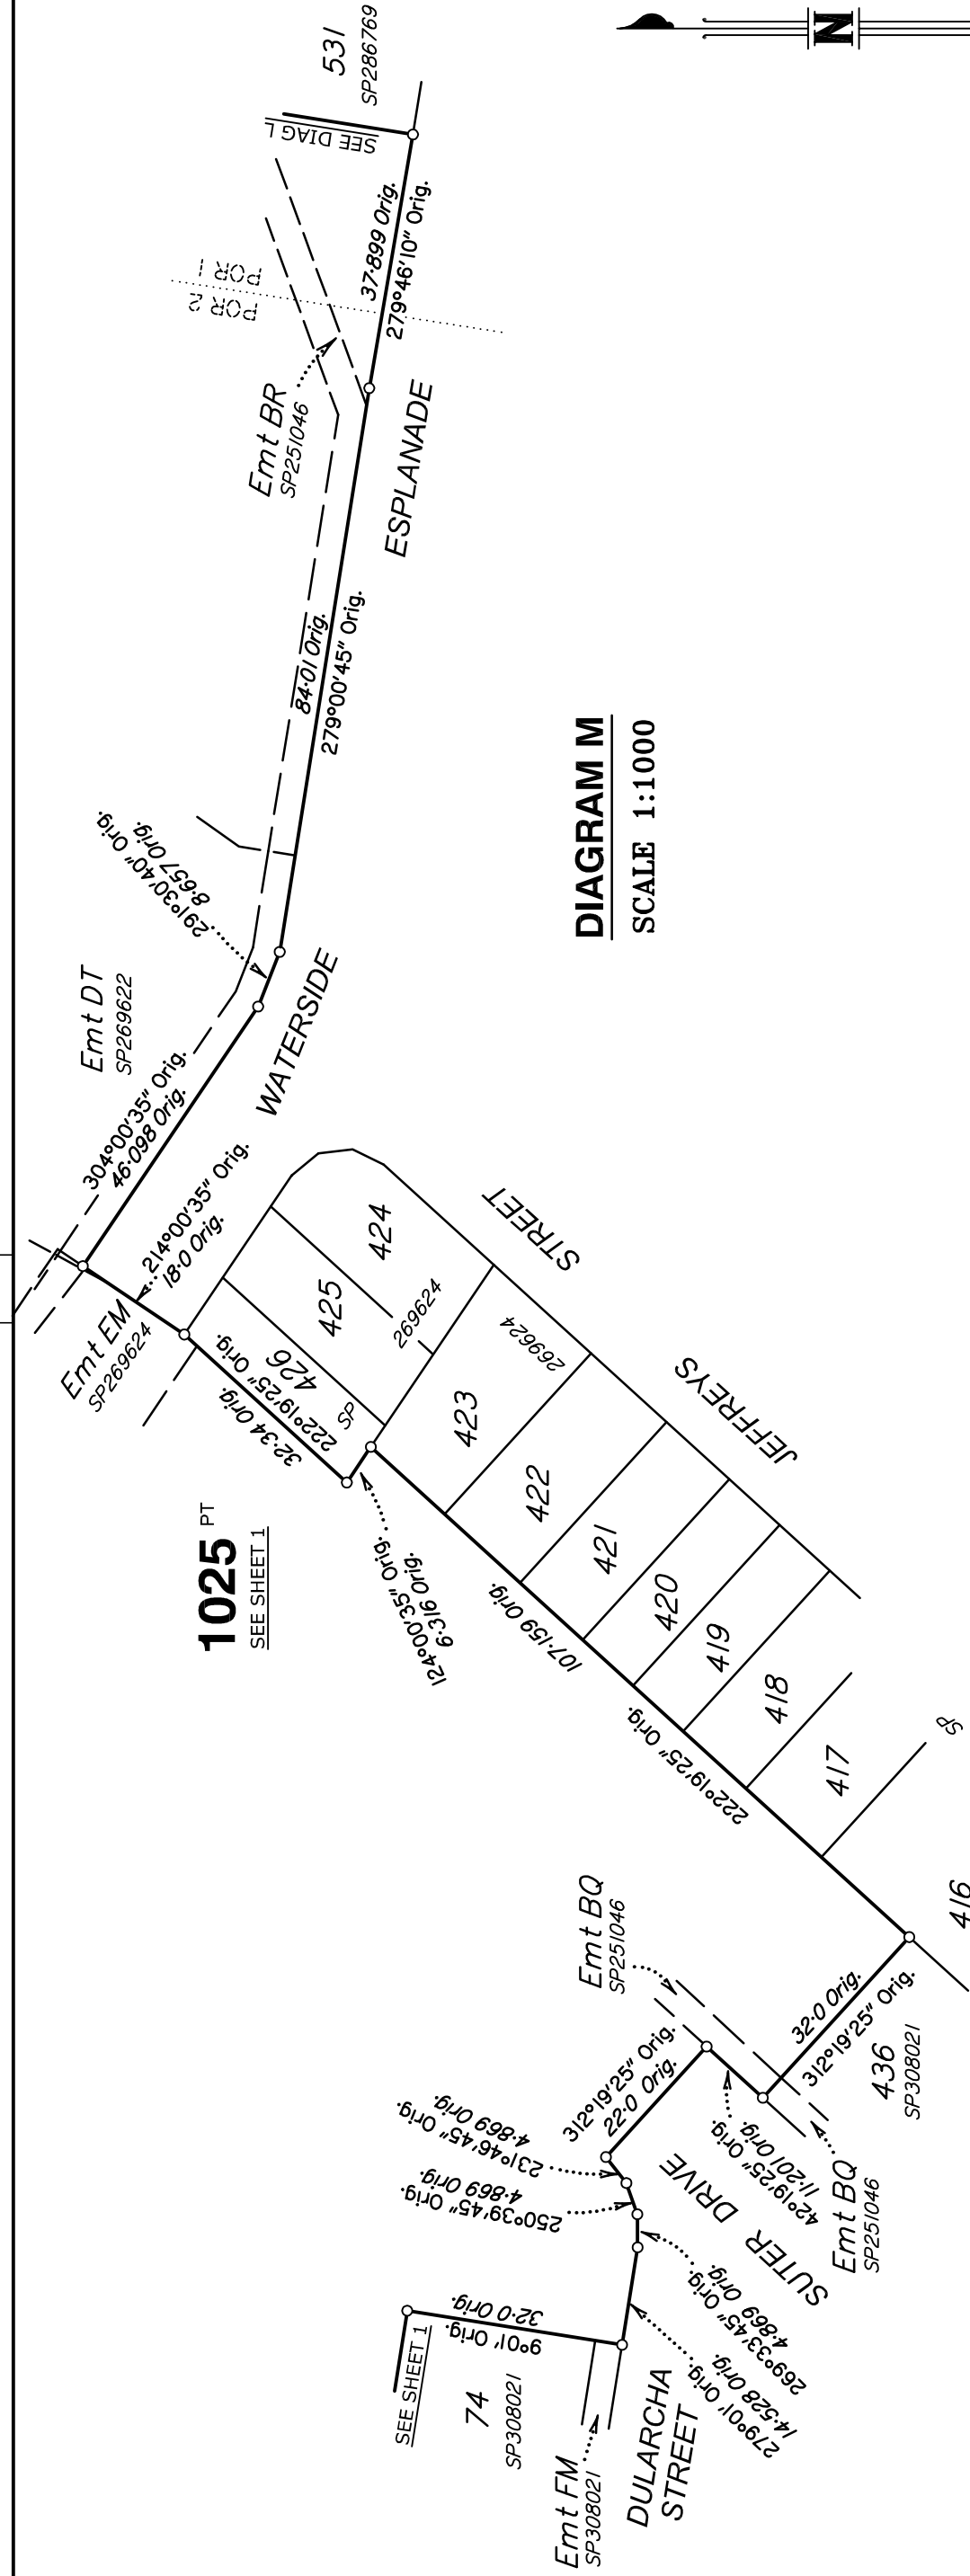 531
SP286769
SEE DIAG L
POR 1
POR 2
37·899 Orig.
279°46'10" Orig.
Emt BR
SP251046
ESPLANADE
84·01 Orig.
279°00'45" Orig.
291°30'40" Orig.
8·657 Orig.
Emt DT
SP269622
WATERSIDE
304°00'35" Orig.
46·098 Orig.
214°00'35" Orig.
18·0 Orig.
Emt EM
SP269624
32·34 Orig.
222°19'25" Orig.
426
425
424
SP
269624
1025 PT
SEE SHEET 1
124°00'35" Orig.
6·316 Orig.
STREET
JEFFREYS
269624
423
422
421
420
419
418
417
SP
416
107·159 Orig.
222°19'25" Orig.
Emt BQ
SP251046
32·0 Orig.
312°19'25" Orig.
436
SP308021
312°19'25" Orig.
22·0 Orig.
42°19'25" Orig.
11·201 Orig.
Emt BQ
SP251046
231°46'45" Orig.
4·869 Orig.
250°39'45" Orig.
4·869 Orig.
SUTER DRIVE
269°33'45" Orig.
4·869 Orig.
279°01' Orig.
14·528 Orig.
32·0 Orig.
9°01' Orig.
SEE SHEET 1
74
SP308021
Emt FM
SP308021
DULARCHA
STREET
DIAGRAM M
SCALE 1:1000
N